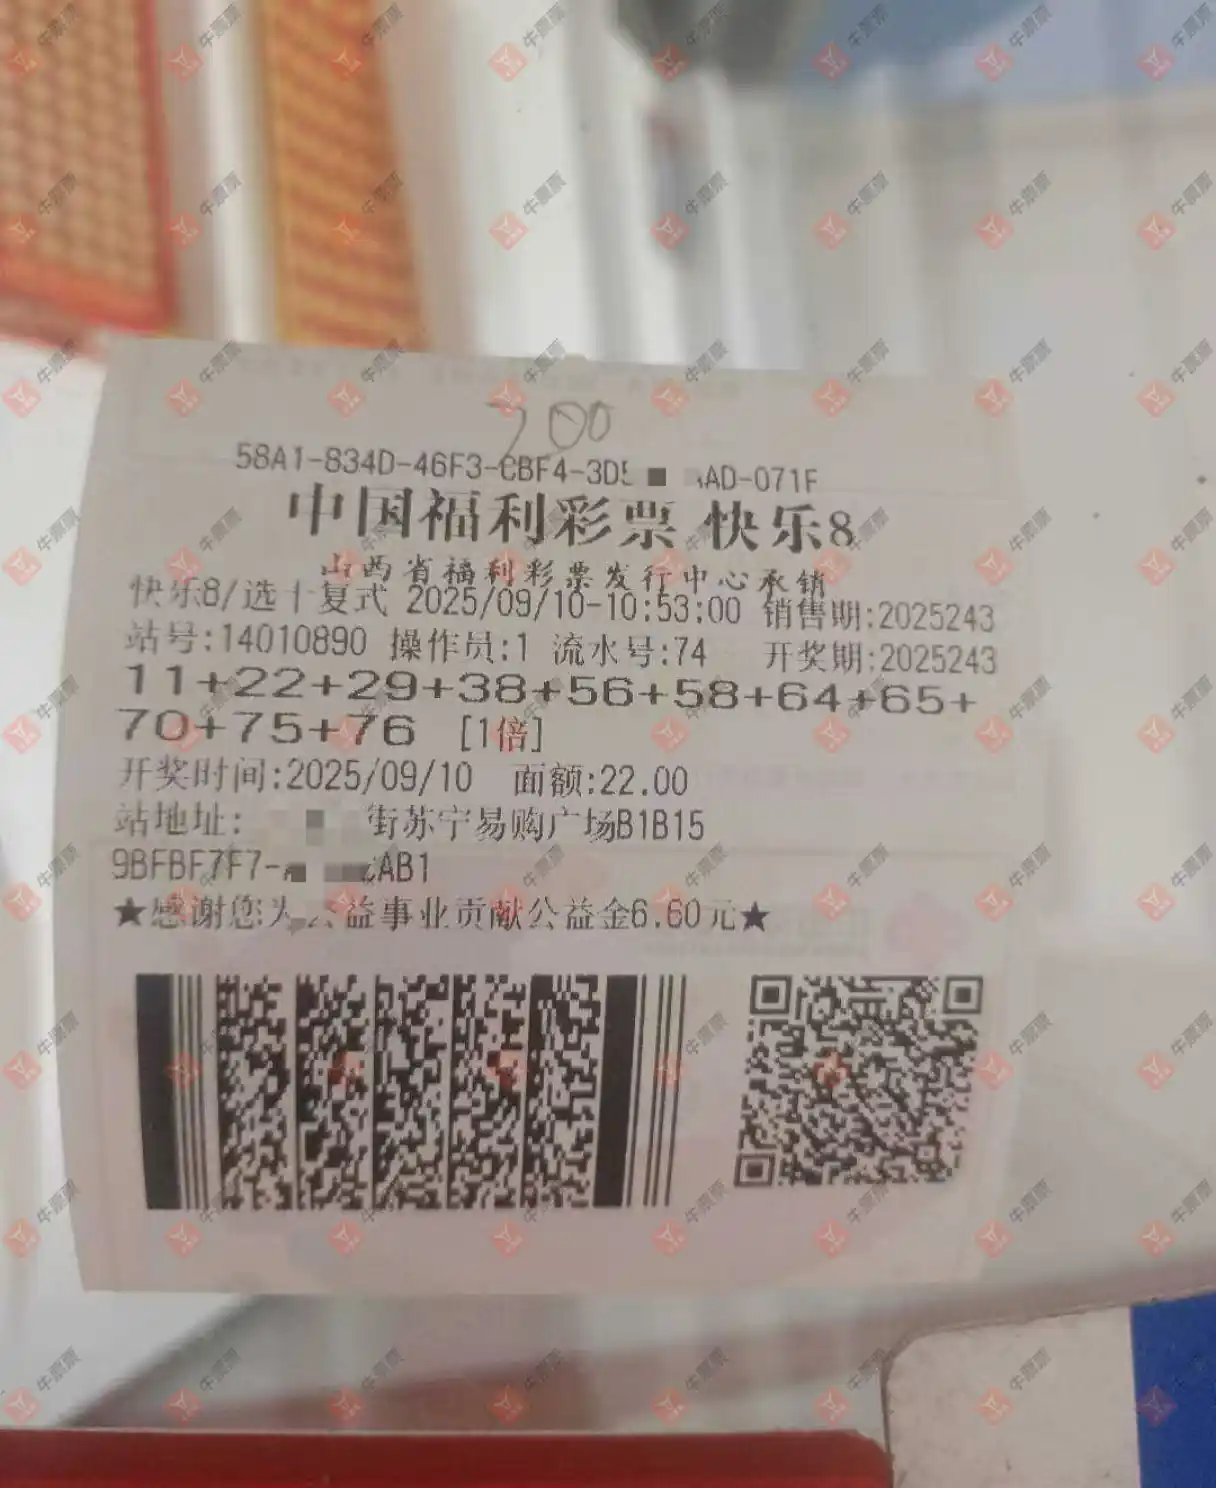 200
58A1-834D-46F3-CBF4-3D5 AD-071F
中国福利彩票 快乐8
山西省福利彩票发行中心承销
快乐8/选十复式 2025/09/10-10:53:00 销售期:2025243
站号:14010890 操作员:1 流水号:74 开奖期:2025243
11+22+29+38+56+58+64+65+
70+75+76 [1倍]
开奖时间:2025/09/10 面额:22.00
站地址: 街苏宁易购广场B1B15
9BFBF7F7- AB1
★感谢您为公益事业贡献公益金6.60元★
牛票票